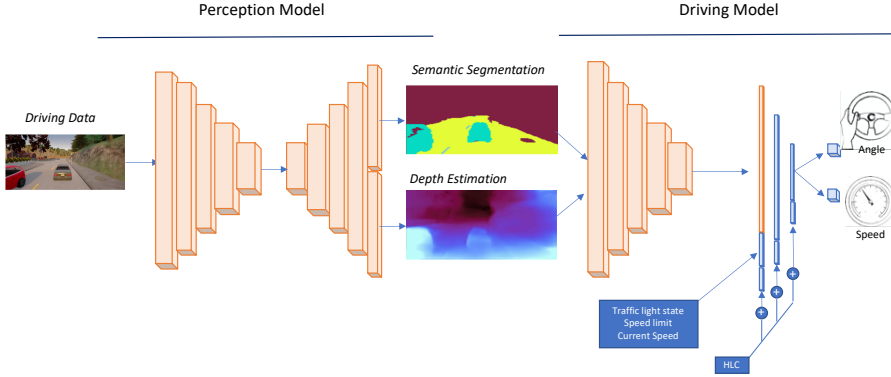 Perception Model
Driving Model
Semantic Segmentation
Driving Data
Angle
Depth Estimation
Speed
Traffic light state
Speed limit
Current Speed
HLC